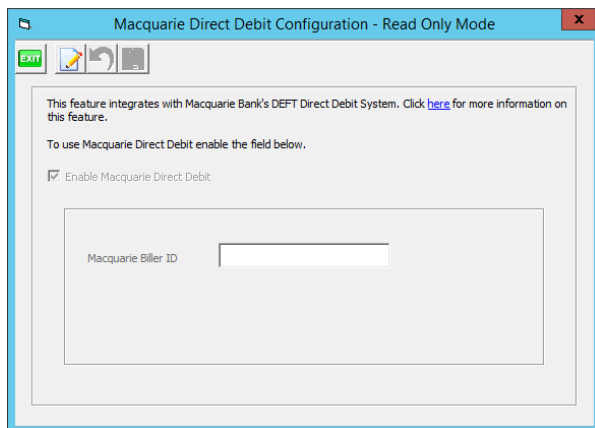 Macquarie Direct Debit Configuration - Read Only Mode
x
EXIT
This feature integrates with Macquarie Bank's DEFT Direct Debit System. Click here for more information on
this feature.
To use Macquarie Direct Debit enable the field below.
Enable Macquarie Direct Debit
Macquarie Biller ID